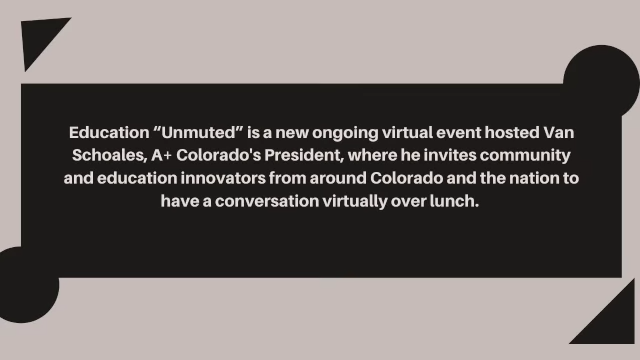 Education “Unmuted” is a new ongoing virtual event hosted Van
Schoales, A+ Colorado's President, where he invites community
and education innovators from around Colorado and the nation to
have a conversation virtually over lunch.